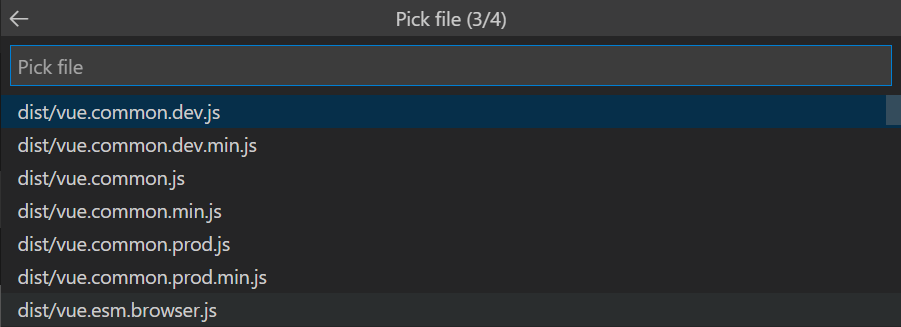 Pick file (3/4)
Pick file
dist/vue.common.dev.js
dist/vue.common.dev.min.js
dist/vue.common.js
dist/vue.common.min.js
dist/vue.common.prod.js
dist/vue.common.prod.min.js
dist/vue.esm.browser.js